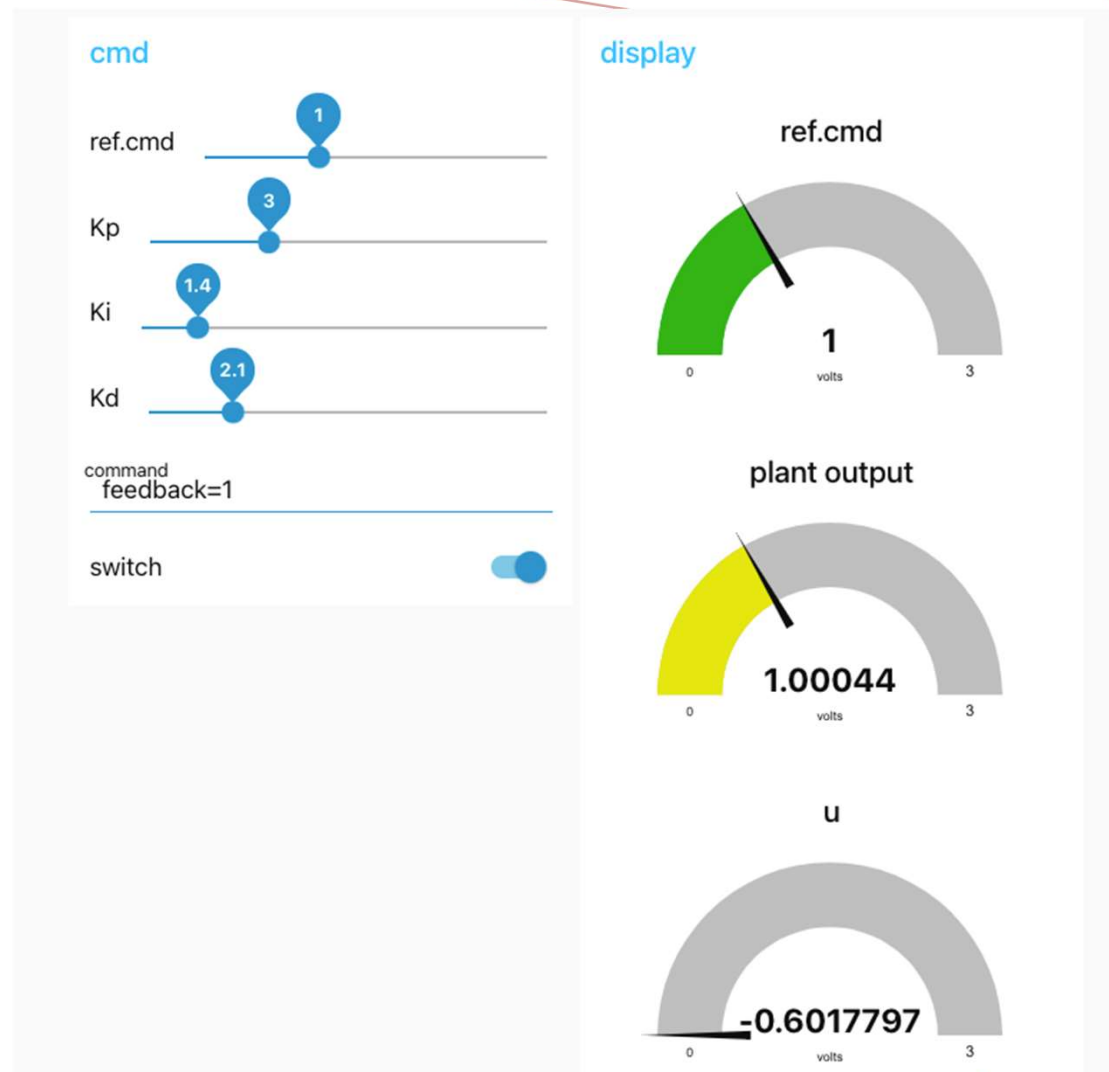 cmd
ref.cmd
1
Kp
3
Ki
1.4
Kd
2.1
command
feedback=1
switch
display
ref.cmd
1
volts
0
3
plant output
1.00044
volts
0
3
u
-0.6017797
volts
0
3